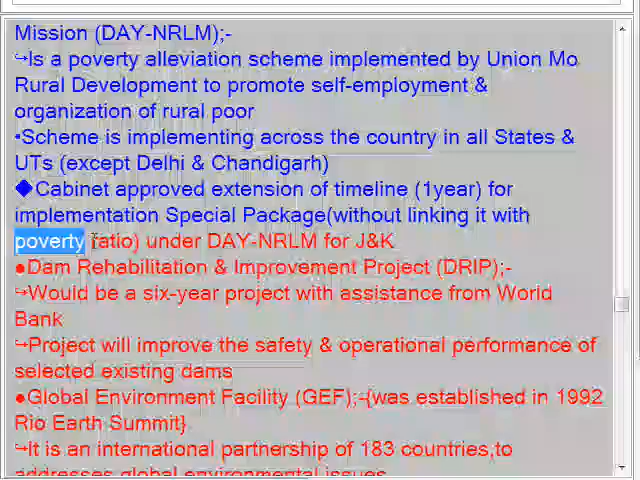 Mission (DAY-NRLM);-
↪Is a poverty alleviation scheme implemented by Union Mo
Rural Development to promote self-employment &
organization of rural poor
•Scheme is implementing across the country in all States &
UTs (except Delhi & Chandigarh)
◆Cabinet approved extension of timeline (1year) for
implementation Special Package(without linking it with
poverty ratio) under DAY-NRLM for J&K
●Dam Rehabilitation & Improvement Project (DRIP);-
↪Would be a six-year project with assistance from World
Bank
↪Project will improve the safety & operational performance of
selected existing dams
●Global Environment Facility (GEF);-{was established in 1992
Rio Earth Summit}
↪It is an international partnership of 183 countries,to
addresses global environmental issues